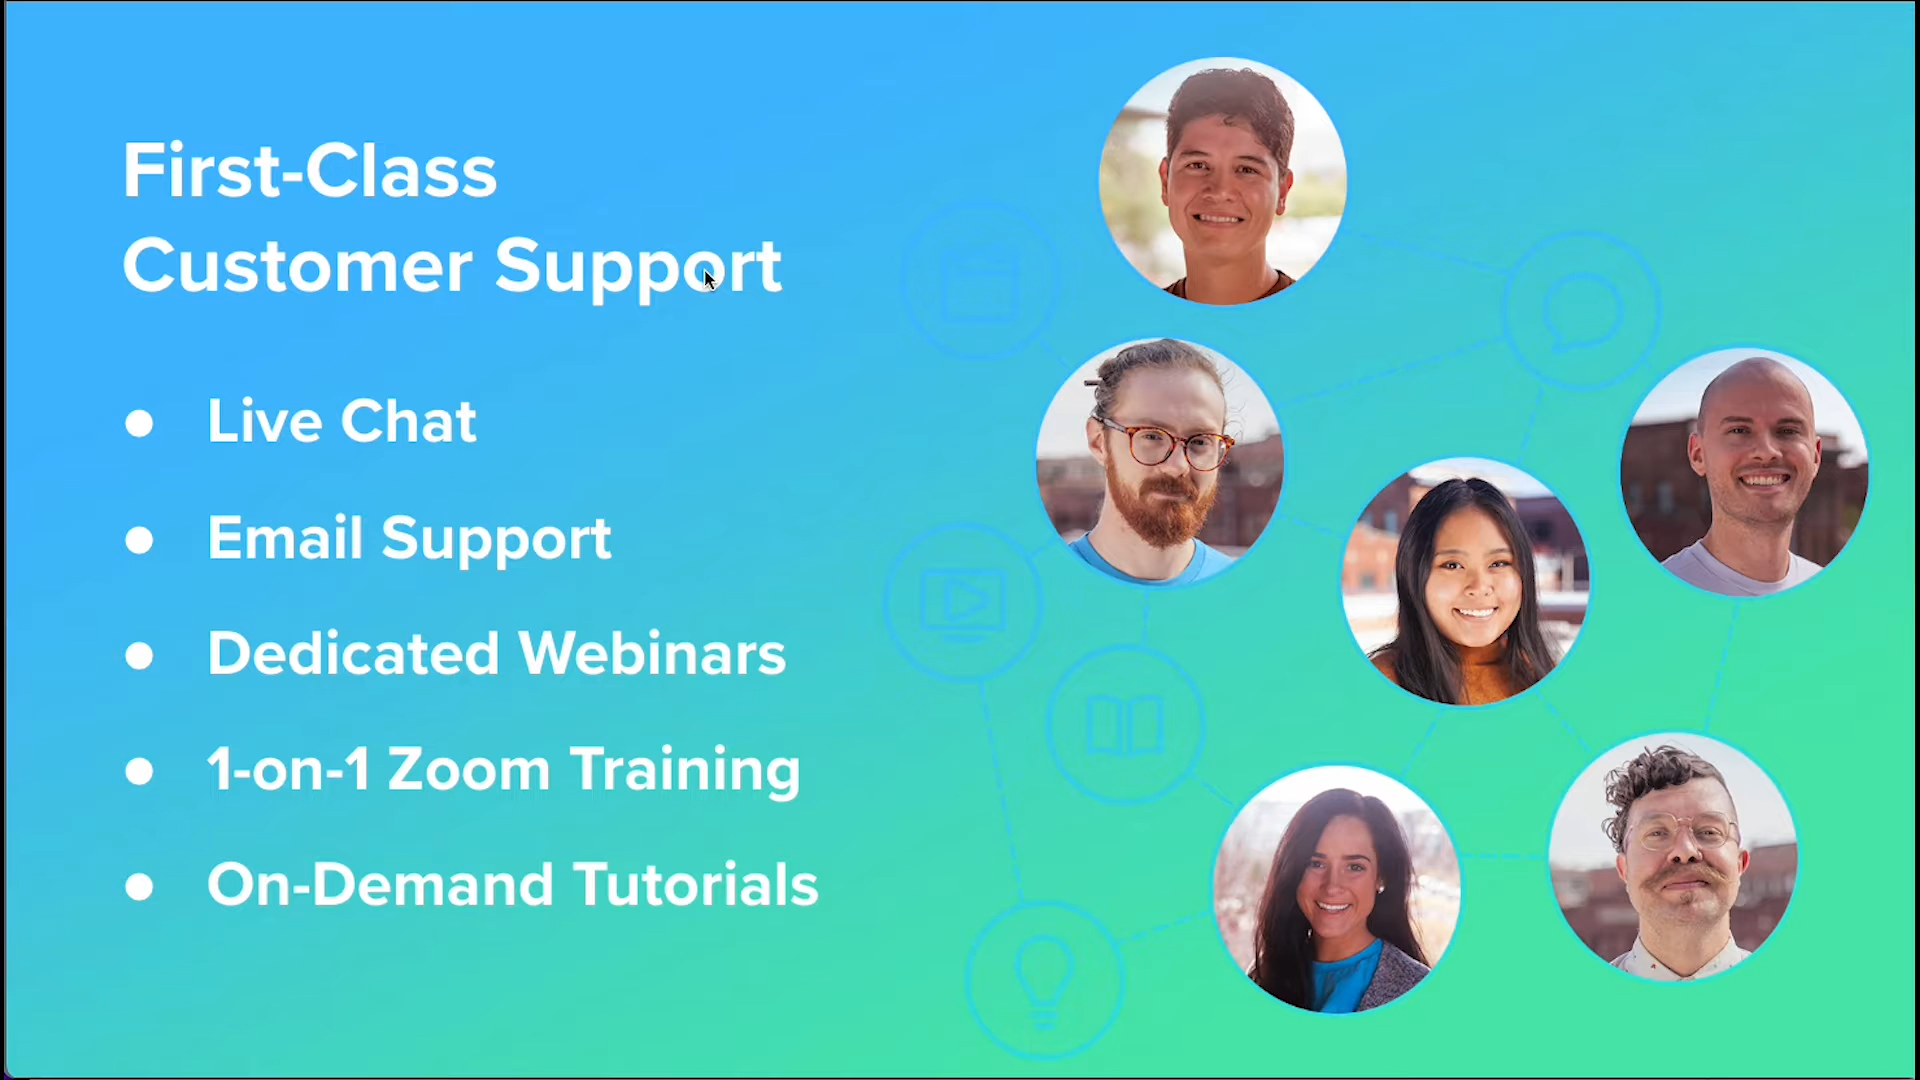 First-Class
Customer Support
● Live Chat
● Email Support
● Dedicated Webinars
● 1-on-1 Zoom Training
● On-Demand Tutorials